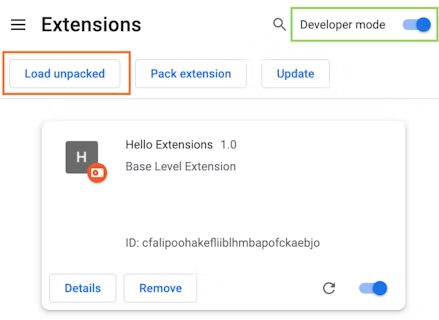 Extensions
Developer mode
Load unpacked
Pack extension
Update
H
Hello Extensions 1.0
Base Level Extension
ID: cfalipoohakefliiblhmbapofckaebjo
Details
Remove